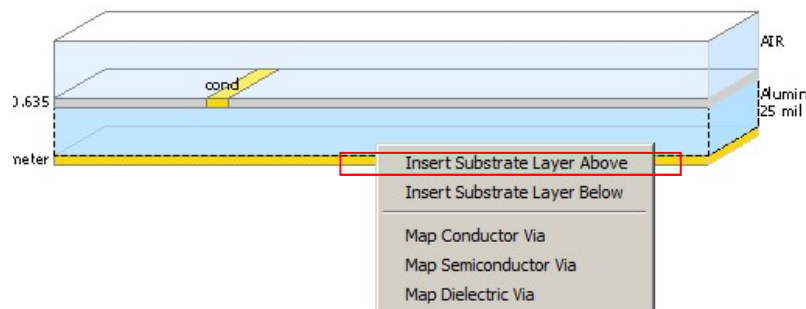 AIR
cond
0.635
Alumin
25 mil
meter
Insert Substrate Layer Above
Insert Substrate Layer Below
Map Conductor Via
Map Semiconductor Via
Map Dielectric Via